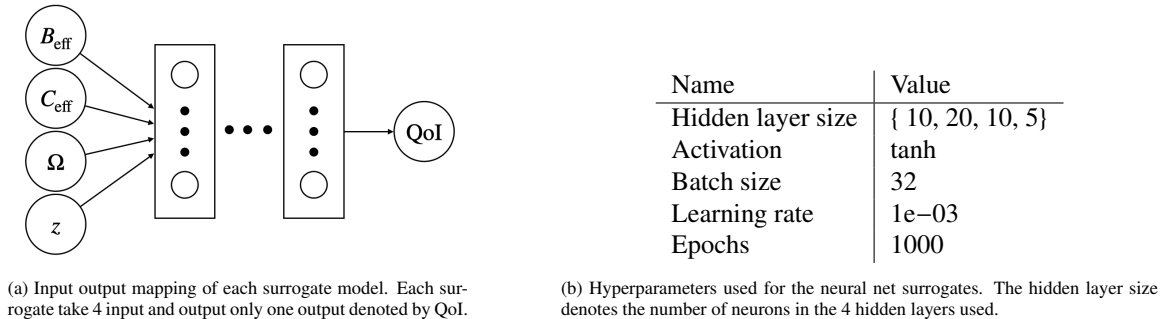 B_eff
C_eff
Ω
z
QoI
(a) Input output mapping of each surrogate model. Each sur-
rogate take 4 input and output only one output denoted by QoI.
Name Value
Hidden layer size { 10, 20, 10, 5}
Activation tanh
Batch size 32
Learning rate 1e−03
Epochs 1000
(b) Hyperparameters used for the neural net surrogates. The hidden layer size
denotes the number of neurons in the 4 hidden layers used.